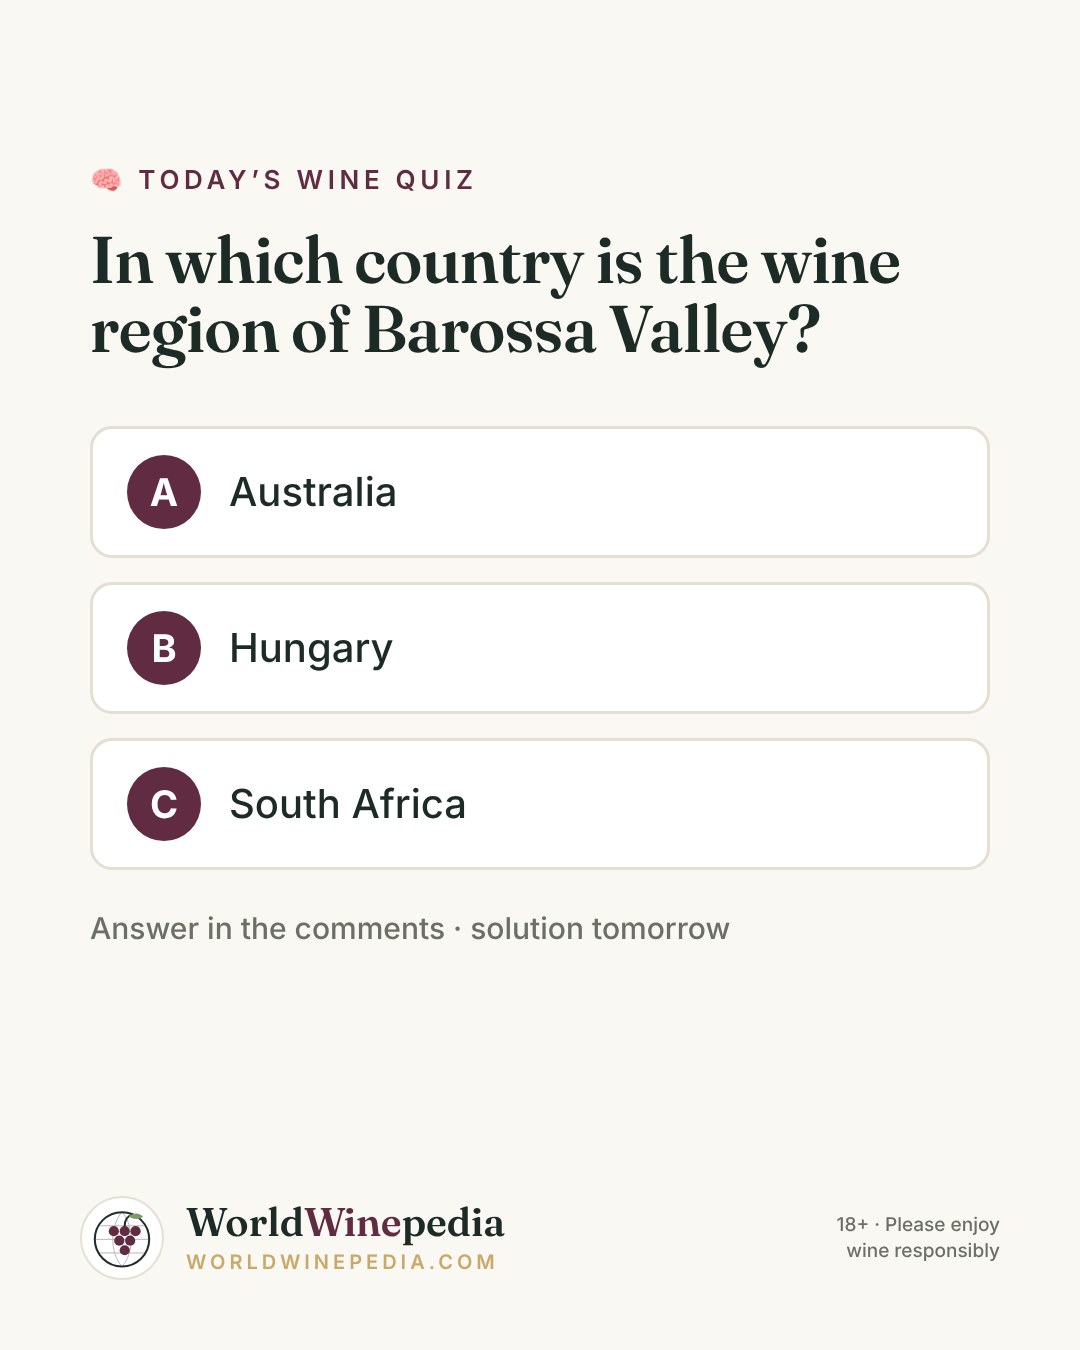 🧠 TODAY’S WINE QUIZ
In which country is the wine
region of Barossa Valley?
A Australia
B Hungary
C South Africa
Answer in the comments · solution tomorrow
WorldWinepedia
WORLDWINEPEDIA.COM
18+ · Please enjoy
wine responsibly